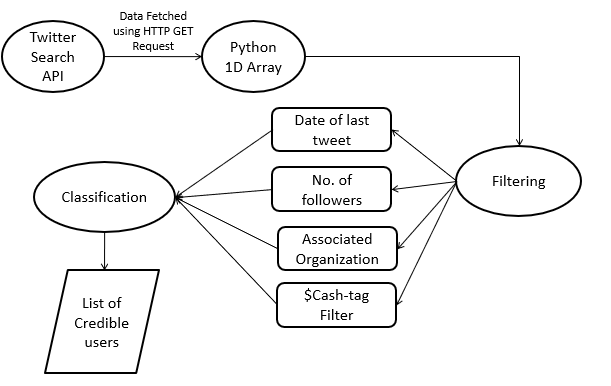 Twitter
Search
API
Data Fetched
using HTTP GET
Request
Python
1D Array
Date of last
tweet
No. of
followers
Associated
Organization
$Cash-tag
Filter
Filtering
Classification
List of
Credible
users